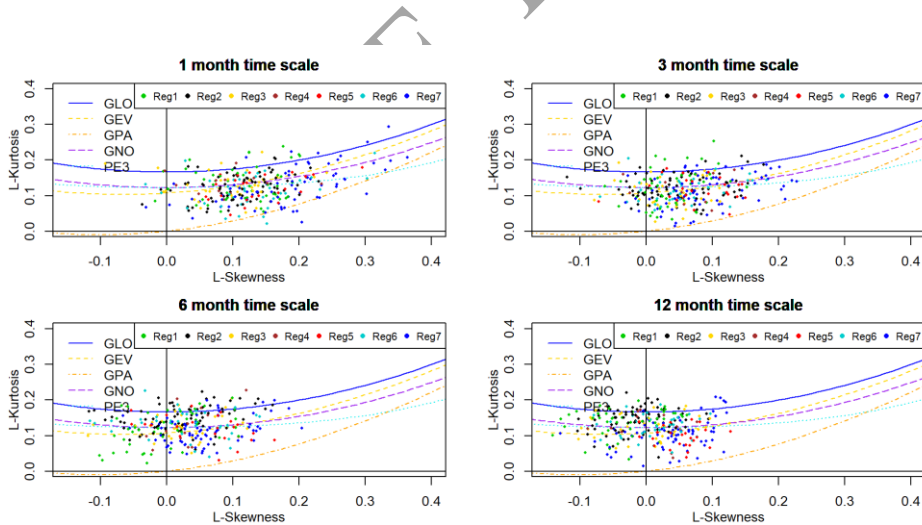 1 month time scale
GLO
GEV
GPA
GNO
PE3
Reg1 Reg2 Reg3 Reg4 Reg5 Reg6 Reg7
L-Kurtosis
0.4
0.3
0.2
0.1
0.0
-0.1 0.0 0.1 0.2 0.3 0.4
L-Skewness
3 month time scale
GLO
GEV
GPA
GNO
PE3
Reg1 Reg2 Reg3 Reg4 Reg5 Reg6 Reg7
L-Kurtosis
0.4
0.3
0.2
0.1
0.0
-0.1 0.0 0.1 0.2 0.3 0.4
L-Skewness
6 month time scale
GLO
GEV
GPA
GNO
PE3
Reg1 Reg2 Reg3 Reg4 Reg5 Reg6 Reg7
L-Kurtosis
0.4
0.3
0.2
0.1
0.0
-0.1 0.0 0.1 0.2 0.3 0.4
L-Skewness
12 month time scale
GLO
GEV
GPA
GNO
PE3
Reg1 Reg2 Reg3 Reg4 Reg5 Reg6 Reg7
L-Kurtosis
0.4
0.3
0.2
0.1
0.0
-0.1 0.0 0.1 0.2 0.3 0.4
L-Skewness